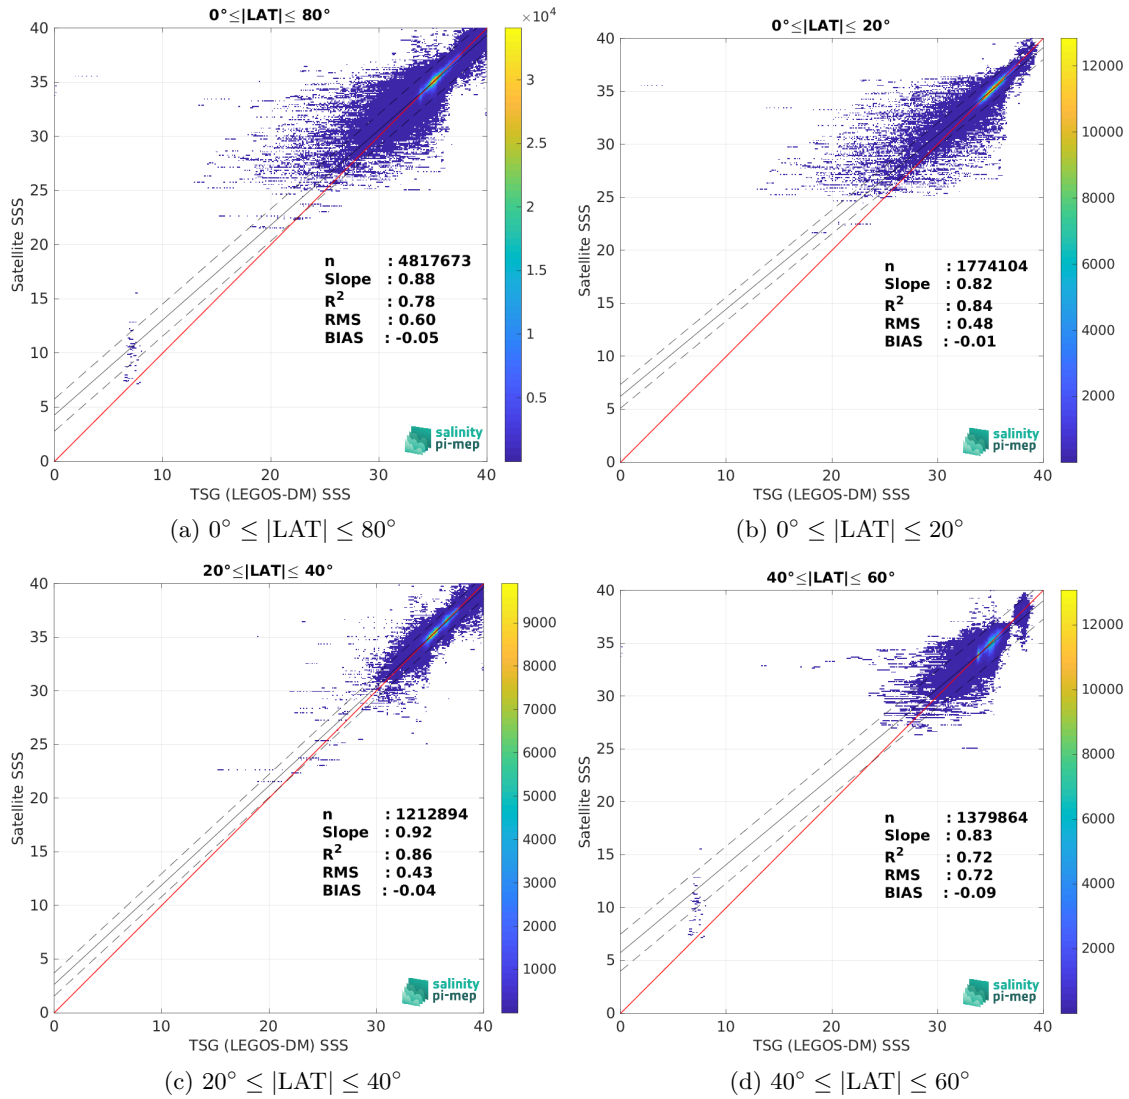 0°≤|LAT|≤ 80°
×10⁴
40
35
30
25
20
15
10
5
0
0
10
20
30
40
3
2.5
2
1.5
1
0.5
Satellite SSS
TSG (LEGOS-DM) SSS
n : 4817673
Slope : 0.88
R² : 0.78
RMS : 0.60
BIAS : -0.05
salinity
pi-mep
(a) 0° ≤ |LAT| ≤ 80°
0°≤|LAT|≤ 20°
40
35
30
25
20
15
10
5
0
0
10
20
30
40
12000
10000
8000
6000
4000
2000
Satellite SSS
TSG (LEGOS-DM) SSS
n : 1774104
Slope : 0.82
R² : 0.84
RMS : 0.48
BIAS : -0.01
salinity
pi-mep
(b) 0° ≤ |LAT| ≤ 20°
20°≤|LAT|≤ 40°
40
35
30
25
20
15
10
5
0
0
10
20
30
40
9000
8000
7000
6000
5000
4000
3000
2000
1000
Satellite SSS
TSG (LEGOS-DM) SSS
n : 1212894
Slope : 0.92
R² : 0.86
RMS : 0.43
BIAS : -0.04
salinity
pi-mep
(c) 20° ≤ |LAT| ≤ 40°
40°≤|LAT|≤ 60°
40
35
30
25
20
15
10
5
0
0
10
20
30
40
12000
10000
8000
6000
4000
2000
0
Satellite SSS
TSG (LEGOS-DM) SSS
n : 1379864
Slope : 0.83
R² : 0.72
RMS : 0.72
BIAS : -0.09
salinity
pi-mep
(d) 40° ≤ |LAT| ≤ 60°